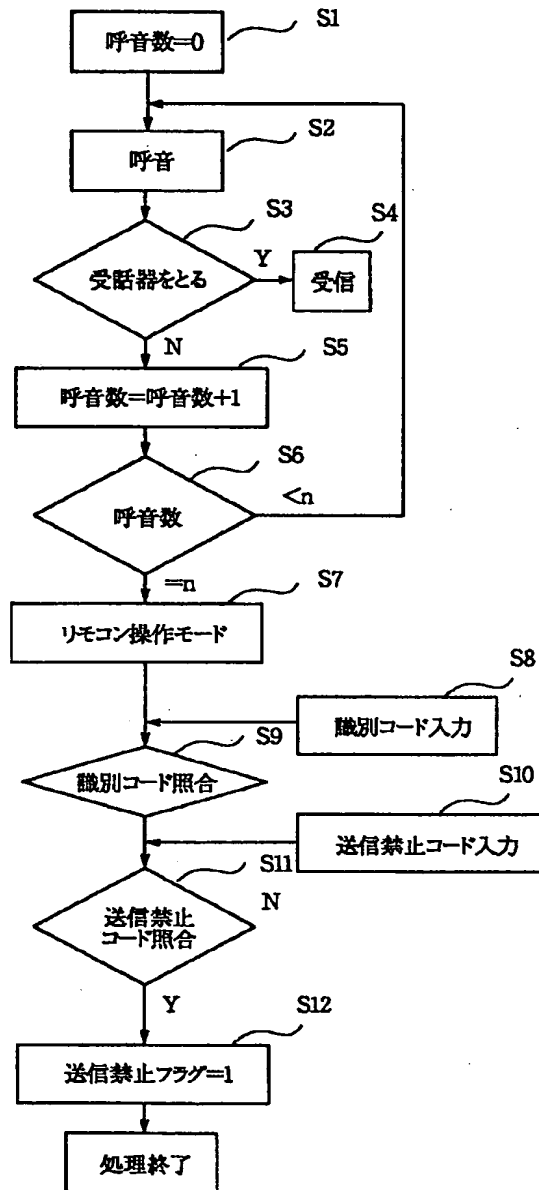 呼音数=0
S1
呼音
S2
受話器をとる
S3
Y
受信
S4
N
呼音数=呼音数+1
S5
呼音数
S6
<n
=n
リモコン操作モード
S7
識別コード入力
S8
識別コード照合
S9
送信禁止コード入力
S10
送信禁止
コード照合
S11
N
Y
送信禁止フラグ=1
S12
処理終了